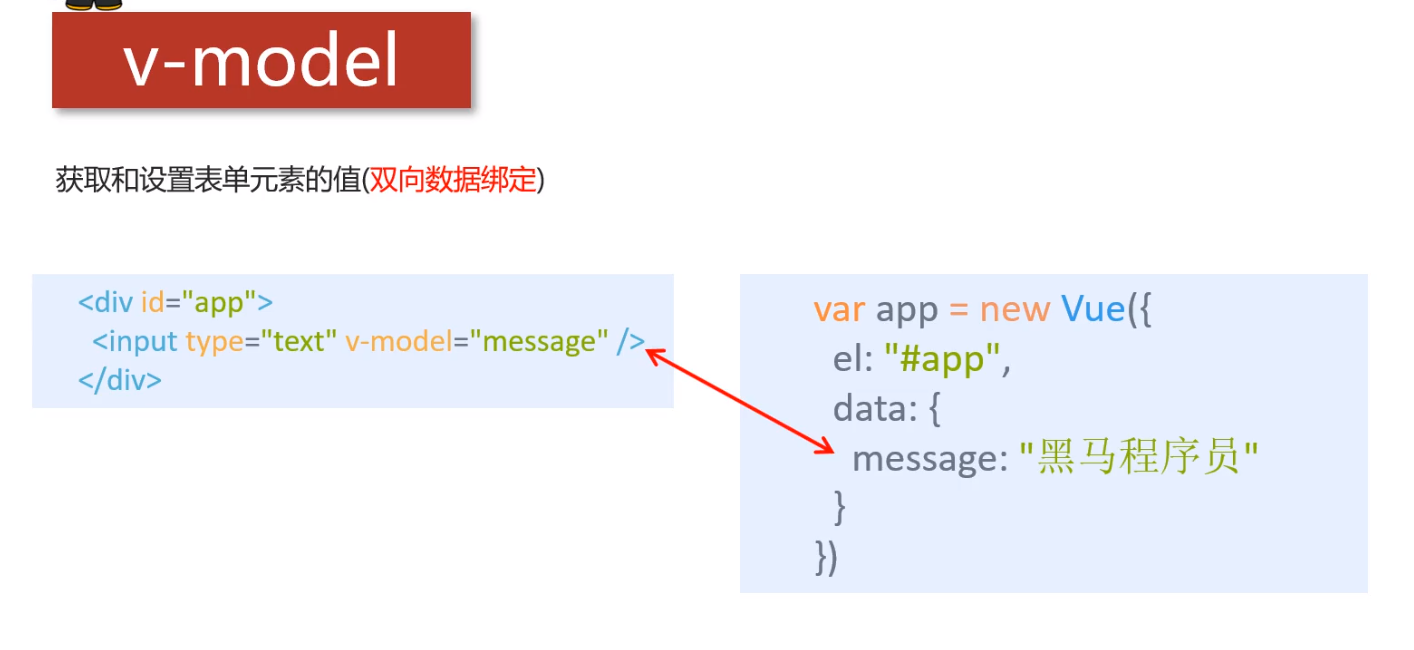 v-model
获取和设置表单元素的值(双向数据绑定)
<div id="app">
<input type="text" v-model="message" />
</div>
var app = new Vue({
el: "#app",
data: {
message: "黑马程序员"
}
})